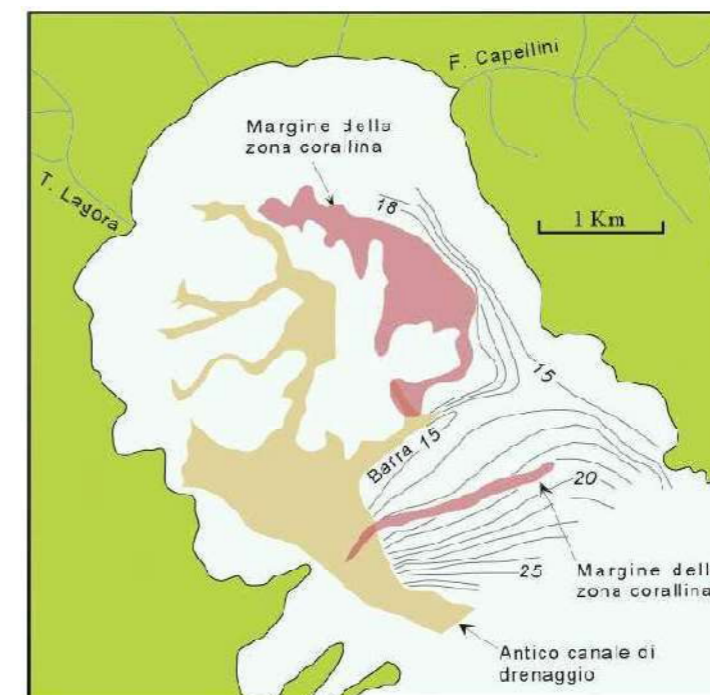 F. Capellini
Margine della
zona corallina
T. Lagora
18
1 Km
15
Barra 15
20
25
Margine dell
zona corallina
Antico canale di
drenaggio